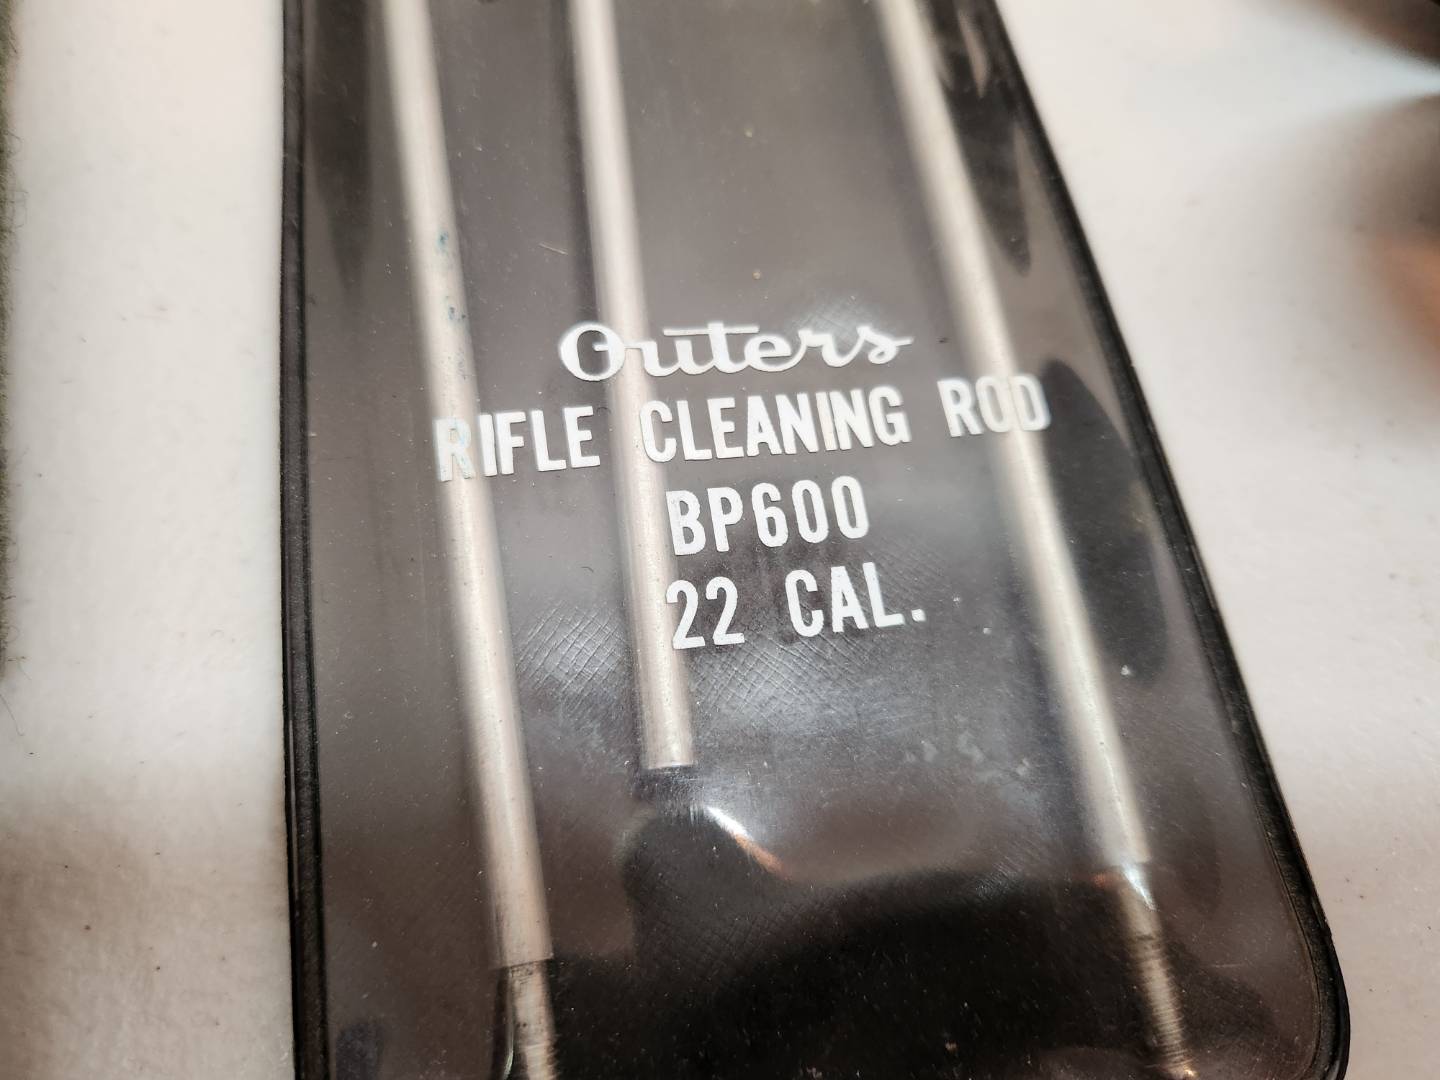 Outers
RIFLE CLEANING ROD
BP600
22 CAL.